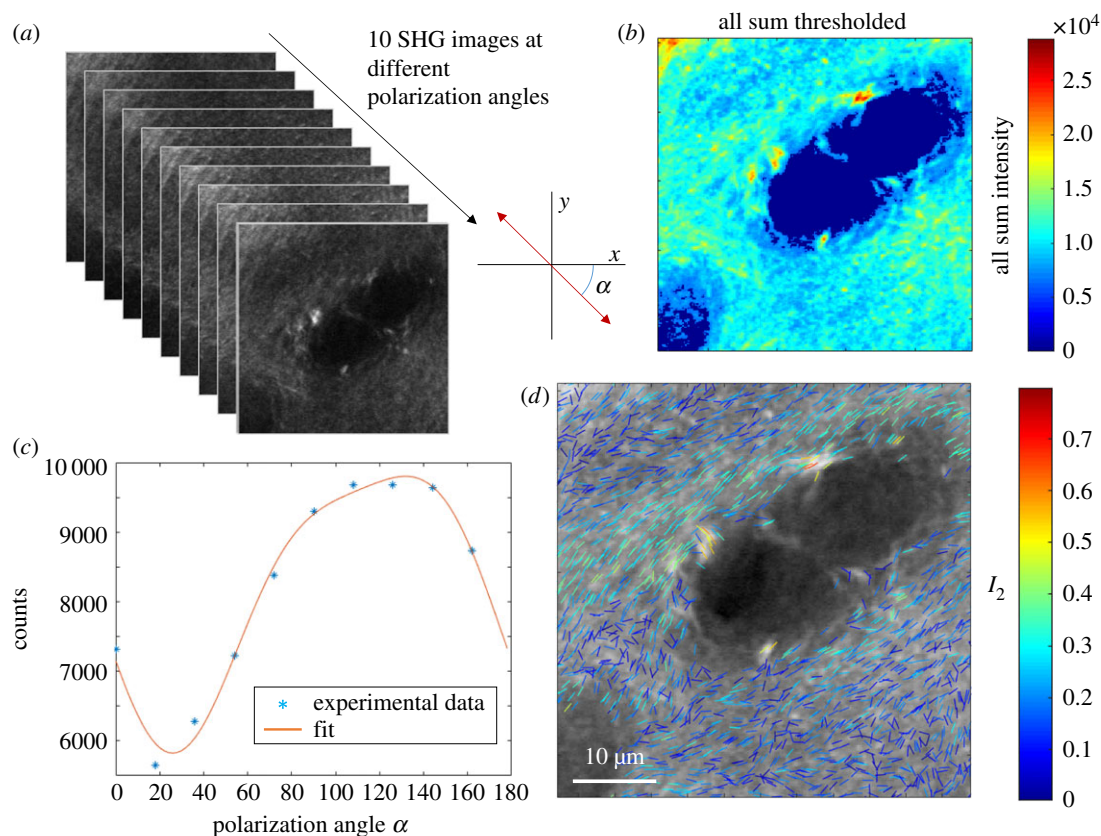 (a)
10 SHG images at
different
polarization angles
y
x
α
(b)
all sum thresholded
×10⁴
2.5
2.0
1.5
1.0
0.5
0
all sum intensity
(c)
10 000
9000
8000
7000
6000
counts
0 20 40 60 80 100 120 140 160 180
polarization angle α
experimental data
fit
(d)
10 µm
I₂
0.7
0.6
0.5
0.4
0.3
0.2
0.1
0